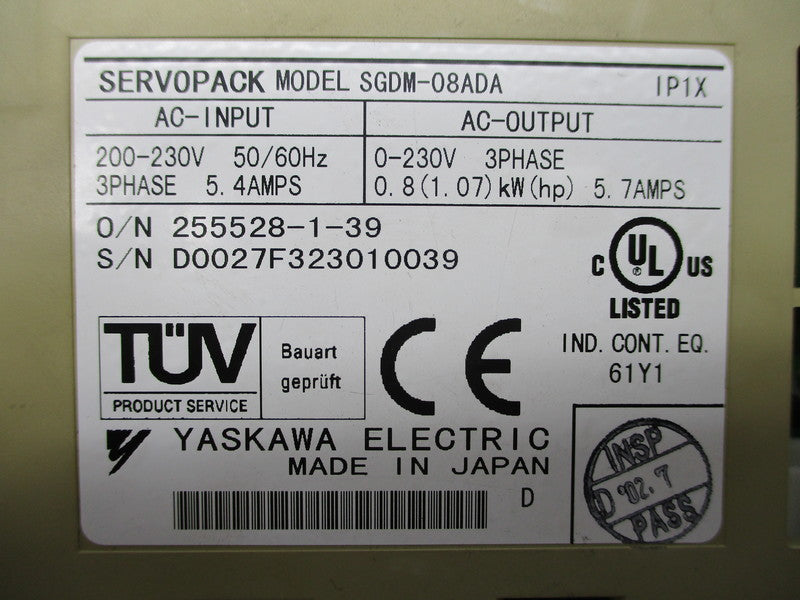 SERVOPACK MODEL SGDM-08ADA IP1X
AC-INPUT
200-230V 50/60Hz
3PHASE 5.4AMPS
AC-OUTPUT
0-230V 3PHASE
0.8(1.07)kW(hp) 5.7AMPS
O/N 255528-1-39
S/N D0027F323010039
C UL US
LISTED
IND. CONT. EQ.
61Y1
TÜV
PRODUCT SERVICE
Bauart
geprüft
CE
YASKAWA ELECTRIC
MADE IN JAPAN
D
INSP
D '02.7
PASS